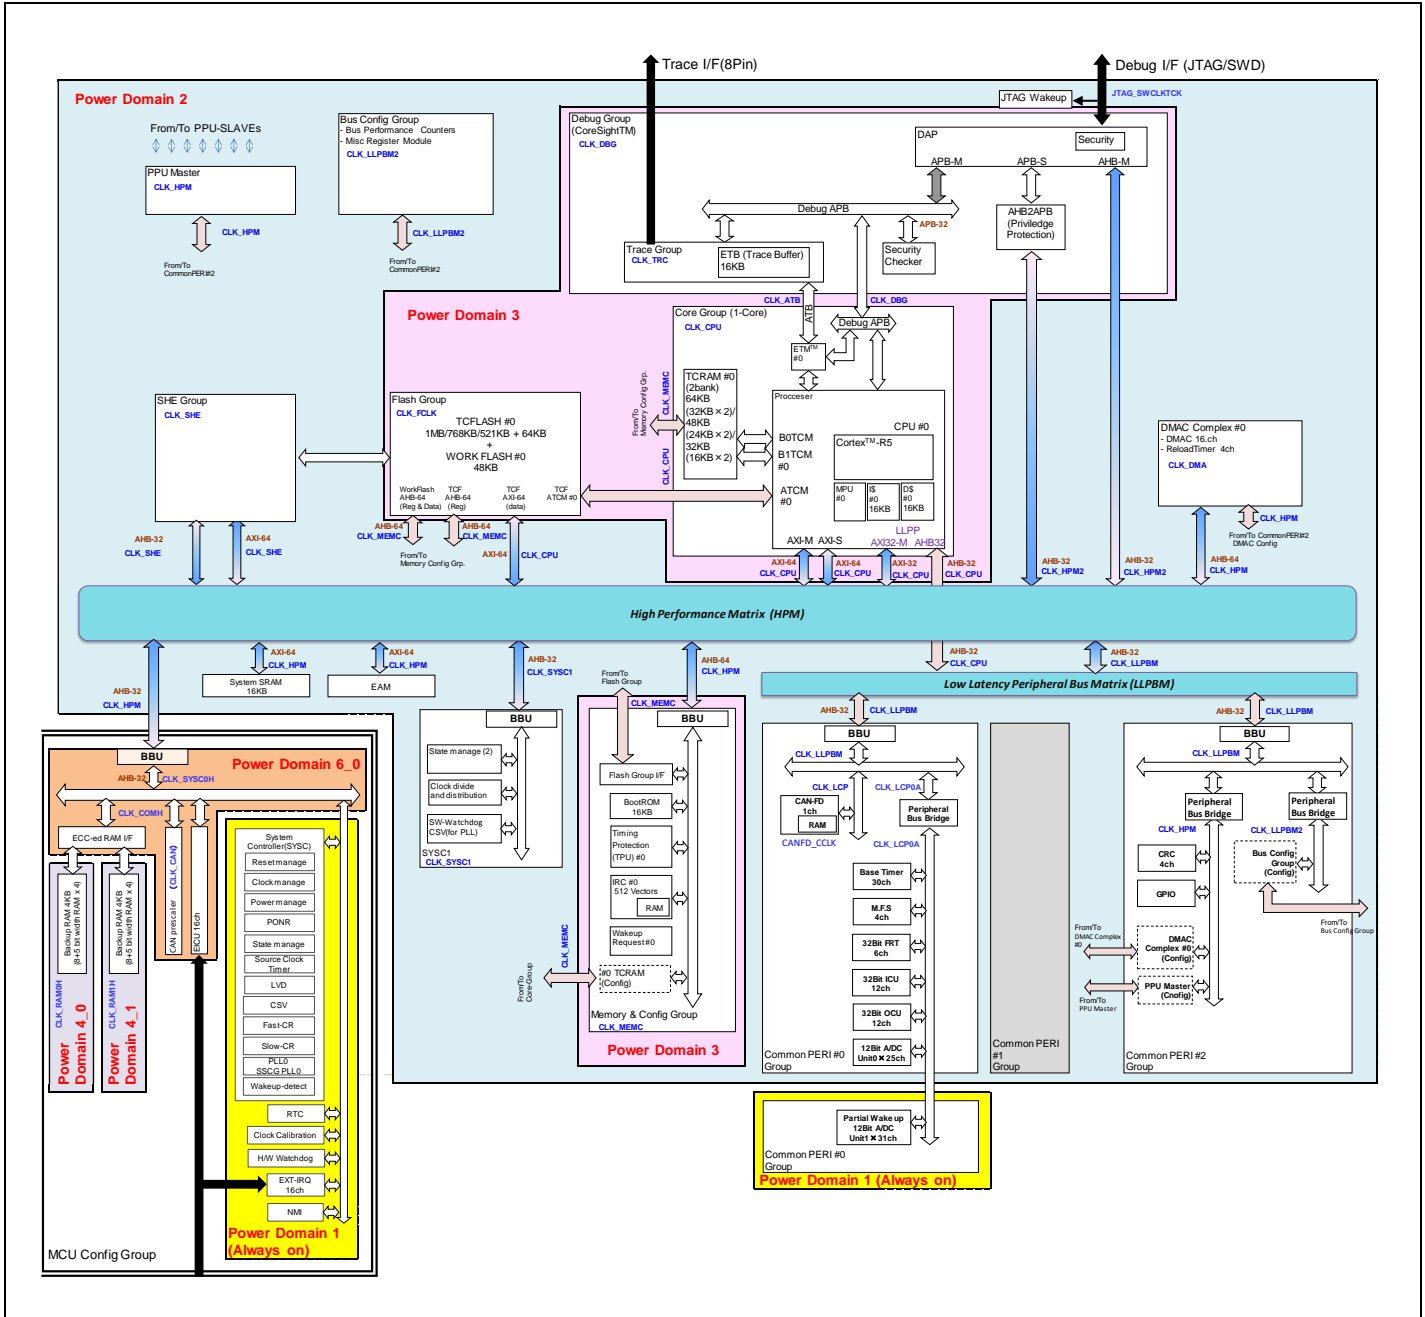 Trace I/F(8Pin)
Debug I/F (JTAG/SWD)
JTAG_SWCLKTCK
JTAG Wakeup
Power Domain 2
From/To PPU-SLAVEs
PPU Master
CLK_HPM
CLK_HPM
From/To
CommonPERI#2
Bus Config Group
- Bus Performance Counters
- Misc Register Module
CLK_LLPBM2
CLK_LLPBM2
From/To
CommonPERI#2
Debug Group
(CoreSightTM)
CLK_DBG
DAP
Security
APB-M
APB-S
AHB-M
Debug APB
APB-32
AHB2APB
(Priviledge
Protection)
Trace Group
CLK_TRC
ETB (Trace Buffer)
16KB
Security
Checker
CLK_ATB
ATB
CLK_DBG
Power Domain 3
Core Group (1-Core)
CLK_CPU
Debug APB
ETM™
#0
From/To
Memory Config Grp.
CLK_MEMC
CLK_CPU
TCRAM #0
(2bank)
64KB
(32KB×2)/
48KB
(24KB×2)/
32KB
(16KB×2)
Procceser
CPU #0
B0TCM
B1TCM
#0
ATCM
#0
Cortex™-R5
MPU
#0
I$
#0
16KB
D$
#0
16KB
LLPP
AXI-M AXI-S
AXI32-M AHB32
SHE Group
CLK_SHE
Flash Group
CLK_FCLK
TCFLASH #0
1MB/768KB/521KB + 64KB
+
WORK FLASH #0
48KB
WorkFlash
AHB-64
(Reg & Data)
TCF
AHB-64
(Reg)
TCF
AXI-64
(data)
TCF
ATCM #0
DMAC Complex #0
- DMAC 16.ch
- ReloadTimer 4ch
CLK_DMA
CLK_HPM
From/To CommonPERI#2
DMAC Config
AHB-32
CLK_SHE
AXI-64
CLK_SHE
AHB-64
CLK_MEMC
AHB-64
CLK_MEMC
From/To
Memory Config Grp.
AXI-64
CLK_CPU
AXI-64
CLK_CPU
AXI-64
CLK_CPU
AXI-32
CLK_CPU
AHB-32
CLK_CPU
AHB-32
CLK_HPM2
AHB-32
CLK_HPM2
AHB-64
CLK_HPM
High Performance Matrix (HPM)
AHB-32
CLK_HPM
AXI-64
CLK_HPM
System SRAM
16KB
AXI-64
CLK_HPM
EAM
AHB-32
CLK_SYSC1
From/To
Flash Group
AHB-64
CLK_HPM
AHB-32
CLK_CPU
AHB-32
CLK_LLPBM
Low Latency Peripheral Bus Matrix (LLPBM)
BBU
State manage (2)
Clock divide
and distribution
SW-Watchdog
CSV(for PLL)
SYSC1
CLK_SYSC1
CLK_MEMC
BBU
Flash Group I/F
BootROM
16KB
Timing
Protection
(TPU) #0
IRC #0
512 Vectors
RAM
Wakeup
Request#0
#0 TCRAM
(Config)
CLK_MEMC
From/To
Core-Group
Memory & Config Group
CLK_MEMC
Power Domain 3
AHB-32
CLK_LLPBM
BBU
CLK_LLPBM
CLK_LCP
CLK_LCP0A
CAN-FD
1ch
RAM
CANFD_CCLK
Peripheral
Bus Bridge
CLK_LCP0A
Base Timer
30ch
M.F.S
4ch
32Bit FRT
6ch
32Bit ICU
12ch
32Bit OCU
12ch
12Bit A/DC
Unit0×25ch
Common PERI #0
Group
Common PERI
#1
Group
AHB-32
CLK_LLPBM
BBU
CLK_LLPBM
Peripheral
Bus Bridge
CLK_HPM
Peripheral
Bus Bridge
CLK_LLPBM2
CRC
4ch
GPIO
Bus Config
Group
(Config)
From/To
Bus Config Group
From/To
DMAC Complex
#0
DMAC
Complex #0
(Config)
PPU Master
(Cnofig)
From/To
PPU Master
Common PERI #2
Group
Partial Wake up
12Bit A/DC
Unit1×31ch
Common PERI #0
Group
Power Domain 1 (Always on)
BBU
Power Domain 6_0
AHB-32
CLK_SYSC0H
CLK_COMH
ECC-ed RAM I/F
Backup RAM 4KB
(8+5 bit width RAM x 4)
CLK_RAM0H
Power
Domain 4_0
Backup RAM 4KB
(8+5 bit width RAM x 4)
CLK_RAM1H
Power
Domain 4_1
CAN prescaler
(CLK_CAN)
EICU 16ch
System
Controller(SYSC)
Reset manage
Clock manage
Power manage
PONR
State manage
Source Clock
Timer
LVD
CSV
Fast-CR
Slow-CR
PLL0
SSCG PLL0
Wakeup-detect
RTC
Clock Calibration
H/W Watchdog
EXT-IRQ
16ch
NMI
Power Domain 1
(Always on)
MCU Config Group